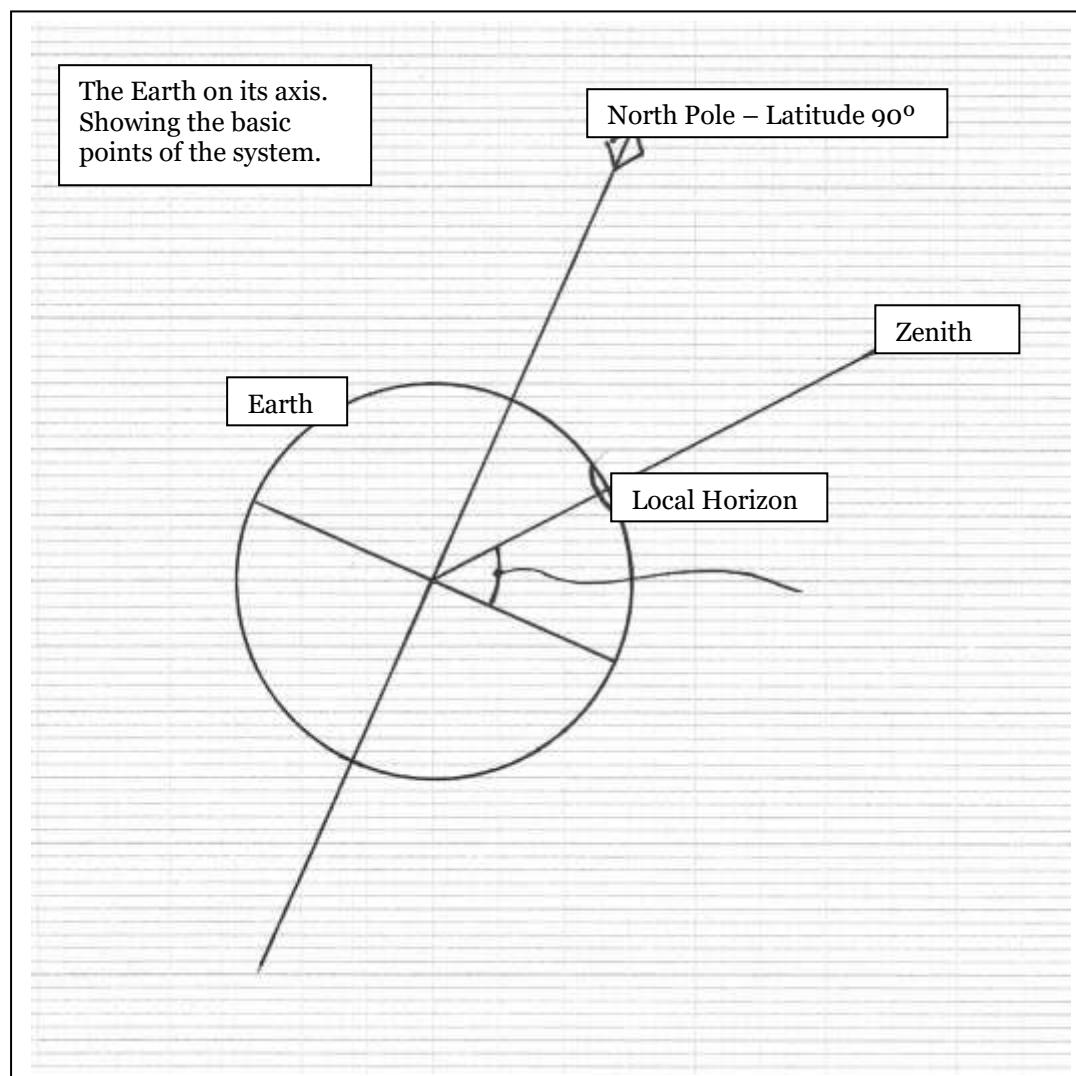 The Earth on its axis.
Showing the basic
points of the system.
North Pole – Latitude 90º
Zenith
Earth
Local Horizon